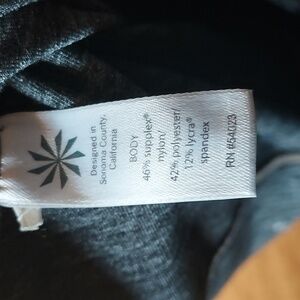 Designed in
Sonoma County,
California
BODY
46% supplex®
nylon/
42% polyester/
12% lycra®
spandex
RN #54023